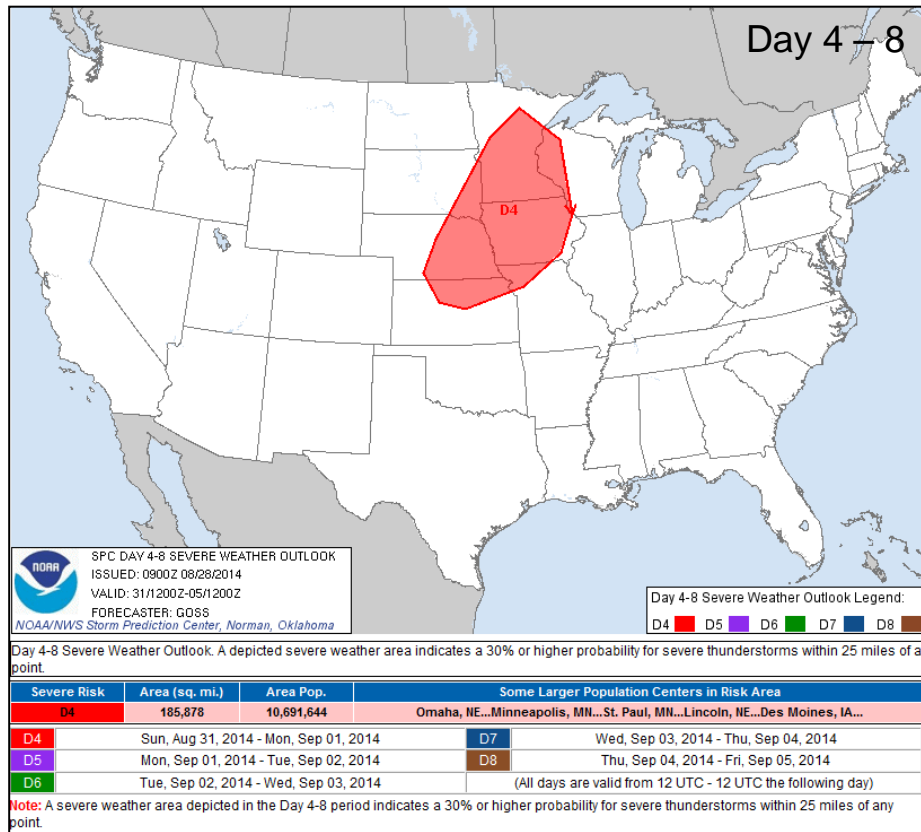 Day 4 – 8
D4
NOAA
SPC DAY 4-8 SEVERE WEATHER OUTLOOK
ISSUED: 0900Z 08/28/2014
VALID: 31/1200Z-05/1200Z
FORECASTER: GOSS
NOAA/NWS Storm Prediction Center, Norman, Oklahoma
Day 4-8 Severe Weather Outlook Legend:
D4 D5 D6 D7 D8
Day 4-8 Severe Weather Outlook. A depicted severe weather area indicates a 30% or higher probability for severe thunderstorms within 25 miles of a
point.
Severe Risk Area (sq. mi.) Area Pop. Some Larger Population Centers in Risk Area
D4 185,878 10,691,644 Omaha, NE...Minneapolis, MN...St. Paul, MN...Lincoln, NE...Des Moines, IA...
D4 Sun, Aug 31, 2014 - Mon, Sep 01, 2014 D7 Wed, Sep 03, 2014 - Thu, Sep 04, 2014
D5 Mon, Sep 01, 2014 - Tue, Sep 02, 2014 D8 Thu, Sep 04, 2014 - Fri, Sep 05, 2014
D6 Tue, Sep 02, 2014 - Wed, Sep 03, 2014 (All days are valid from 12 UTC - 12 UTC the following day)
Note: A severe weather area depicted in the Day 4-8 period indicates a 30% or higher probability for severe thunderstorms within 25 miles of any
point.